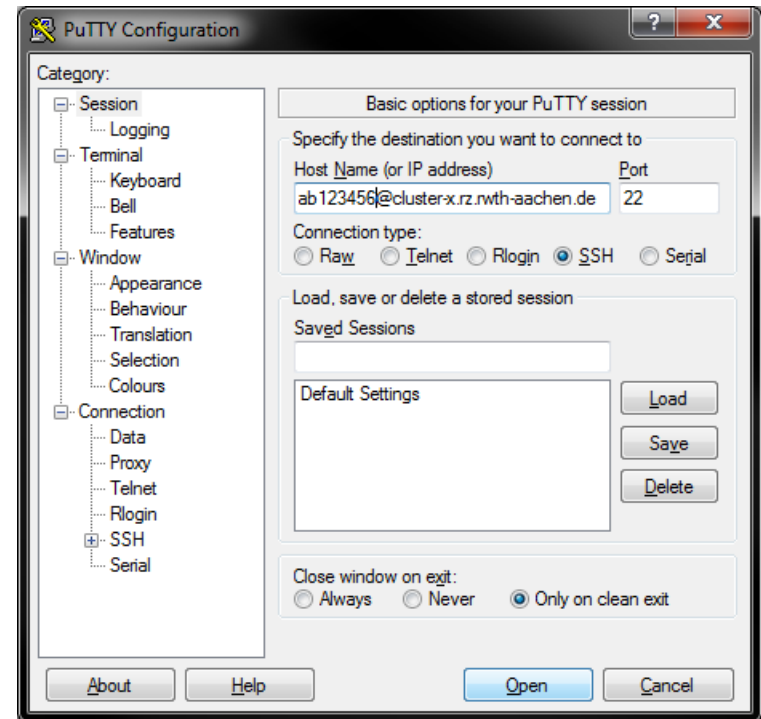 PuTTY Configuration
? X
Category:
Session
Logging
Terminal
Keyboard
Bell
Features
Window
Appearance
Behaviour
Translation
Selection
Colours
Connection
Data
Proxy
Telnet
Rlogin
SSH
Serial
Basic options for your PuTTY session
Specify the destination you want to connect to
Host Name (or IP address) Port
ab123456@cluster-x.rz.rwth-aachen.de 22
Connection type:
Raw Telnet Rlogin SSH Serial
Load, save or delete a stored session
Saved Sessions
Default Settings
Load
Save
Delete
Close window on exit:
Always Never Only on clean exit
About Help Open Cancel